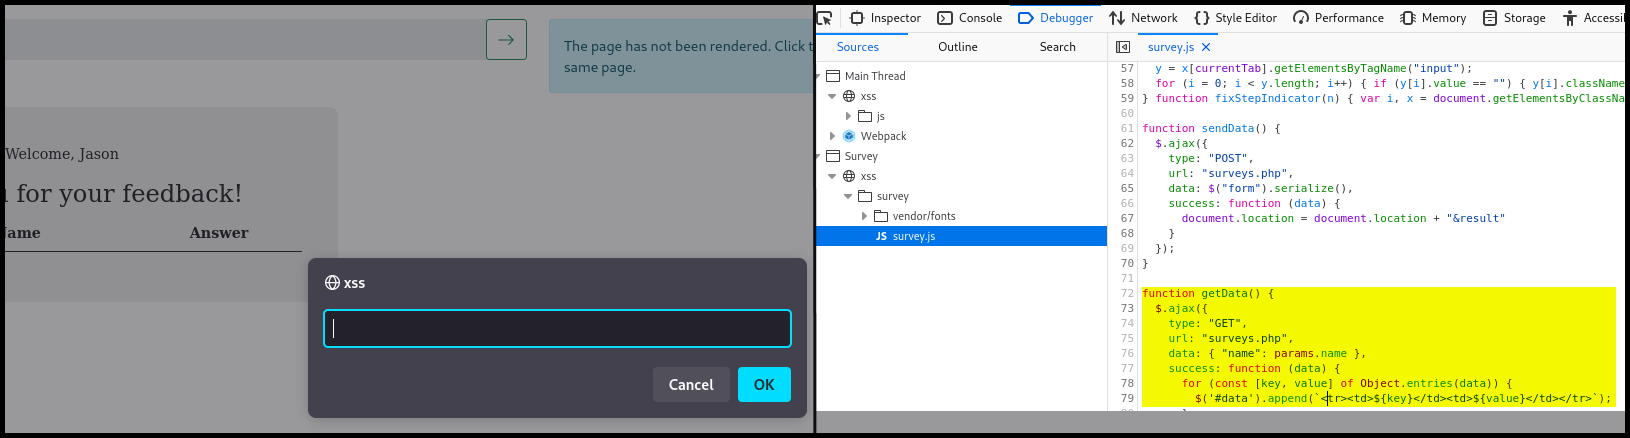 The page has not been rendered. Click t
same page.
Welcome, Jason
for your feedback!
ame
Answer
xss
Cancel
OK
Inspector
Console
Debugger
Network
Style Editor
Performance
Memory
Storage
Accessi
Sources
Outline
Search
survey.js
Main Thread
xss
js
Webpack
Survey
xss
survey
vendor/fonts
JS survey.js
57 y = x[currentTab].getElementsByTagName("input");
58 for (i = 0; i < y.length; i++) { if (y[i].value == "") { y[i].className
59 } function fixStepIndicator(n) { var i, x = document.getElementsByClassNa
60
61 function sendData() {
62 $.ajax({
63 type: "POST",
64 url: "surveys.php",
65 data: $("form").serialize(),
66 success: function (data) {
67 document.location = document.location + "&result"
68 }
69 });
70 }
71
72 function getData() {
73 $.ajax({
74 type: "GET",
75 url: "surveys.php",
76 data: { "name": params.name },
77 success: function (data) {
78 for (const [key, value] of Object.entries(data)) {
79 $('#data').append(`<tr><td>${key}</td><td>${value}</td></tr>`);